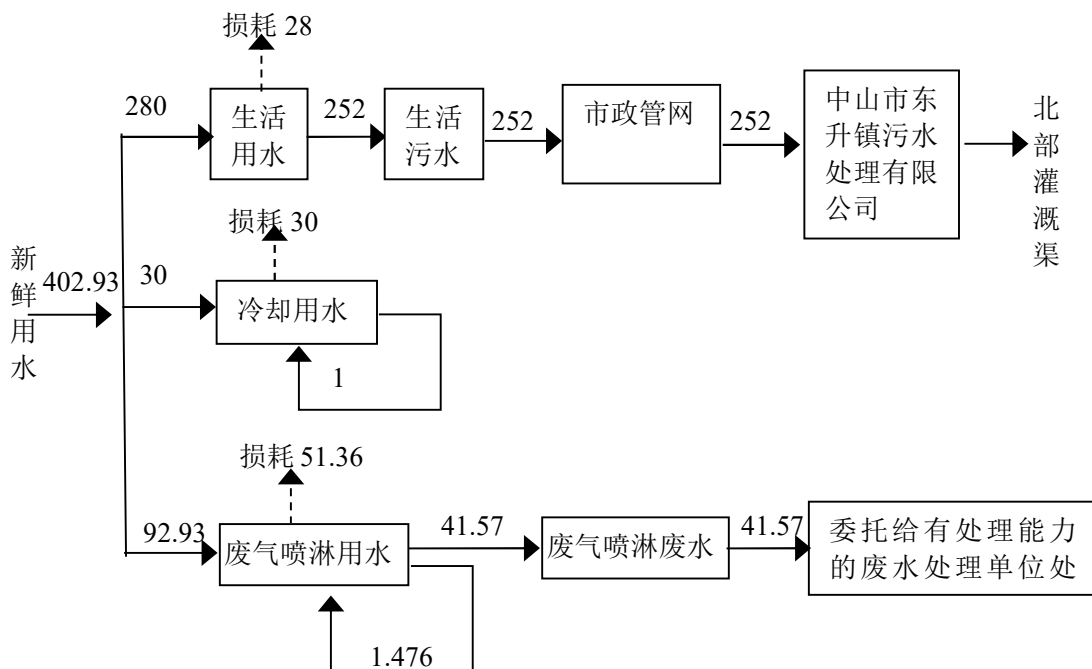 损耗 28
280
生活
用水
252
生活
污水
252
市政管网
252
中山市东
升镇污水
处理有限
公司
北
部
灌
溉
渠
新
鲜
用
水
402.93
损耗 30
30
冷却用水
1
损耗 51.36
92.93
废气喷淋用水
41.57
废气喷淋废水
41.57
委托给有处理能力
的废水处理单位处
1.476